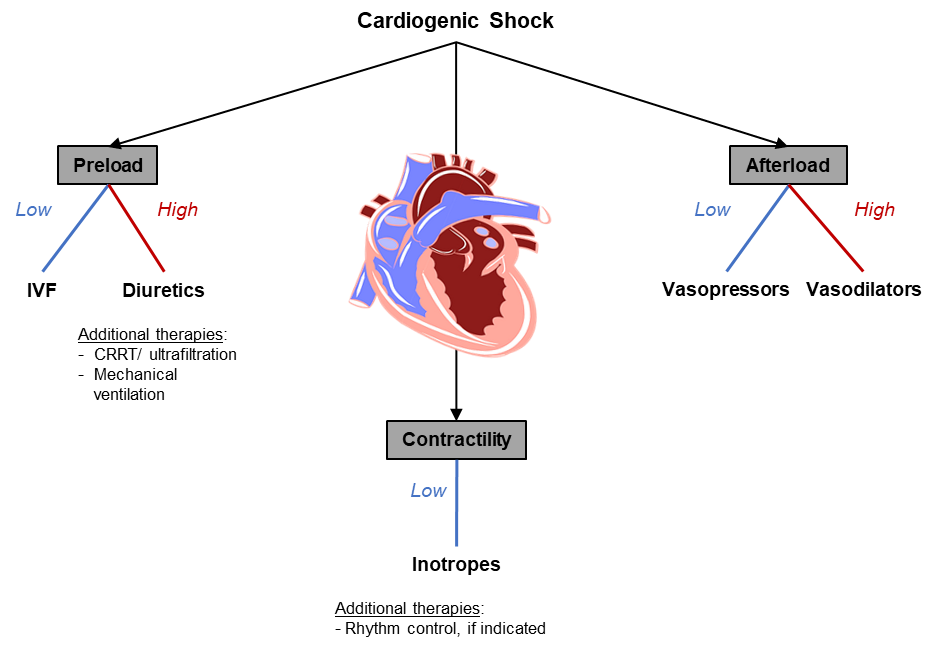 Cardiogenic Shock
Preload
Afterload
Low
High
Low
High
IVF
Diuretics
Vasopressors
Vasodilators
Additional therapies:
- CRRT/ ultrafiltration
- Mechanical
ventilation
Contractility
Low
Inotropes
Additional therapies:
- Rhythm control, if indicated